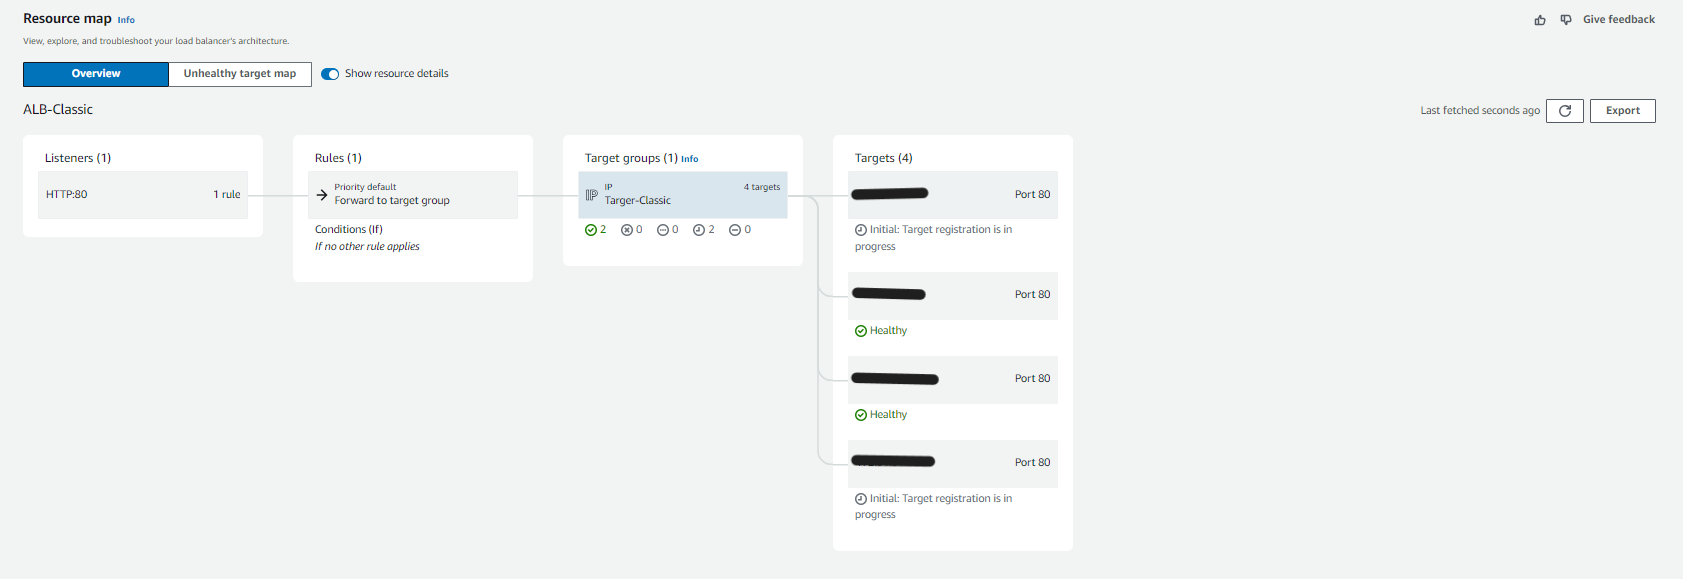 Resource map Info
Give feedback
View, explore, and troubleshoot your load balancer's architecture.
Overview
Unhealthy target map
Show resource details
ALB-Classic
Last fetched seconds ago
Export
Listeners (1)
HTTP:80
1 rule
Rules (1)
Priority default
Forward to target group
Conditions (If)
If no other rule applies
Target groups (1) Info
IP
4 targets
Targer-Classic
2 0 0 2 0
Targets (4)
Port 80
Initial: Target registration is in
progress
Port 80
Healthy
Port 80
Healthy
Port 80
Initial: Target registration is in
progress